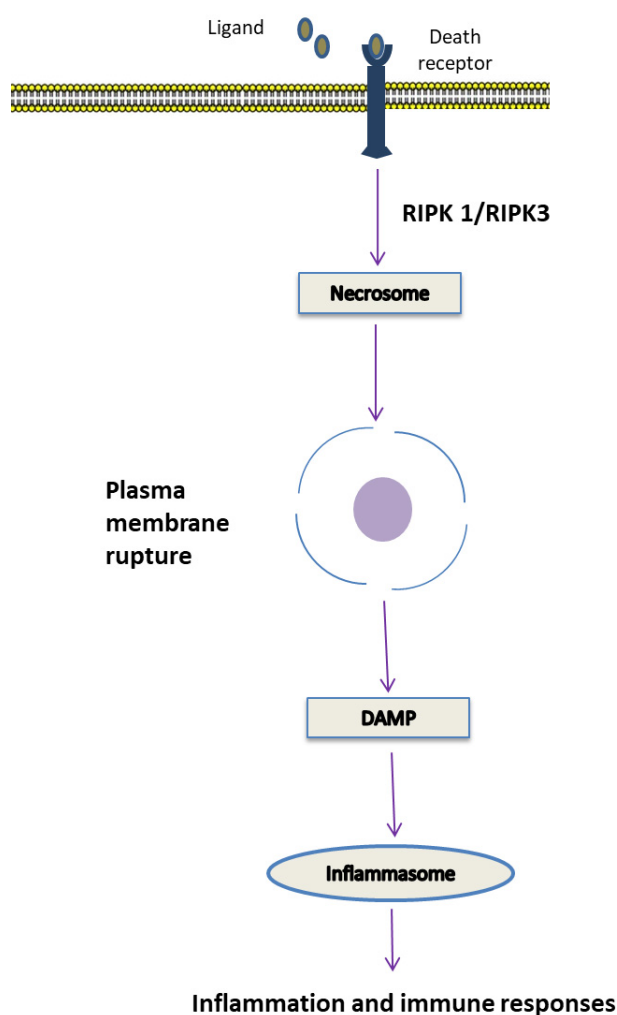 Ligand
Death
receptor
RIPK 1/RIPK3
Necrosome
Plasma
membrane
rupture
DAMP
Inflammasome
Inflammation and immune responses